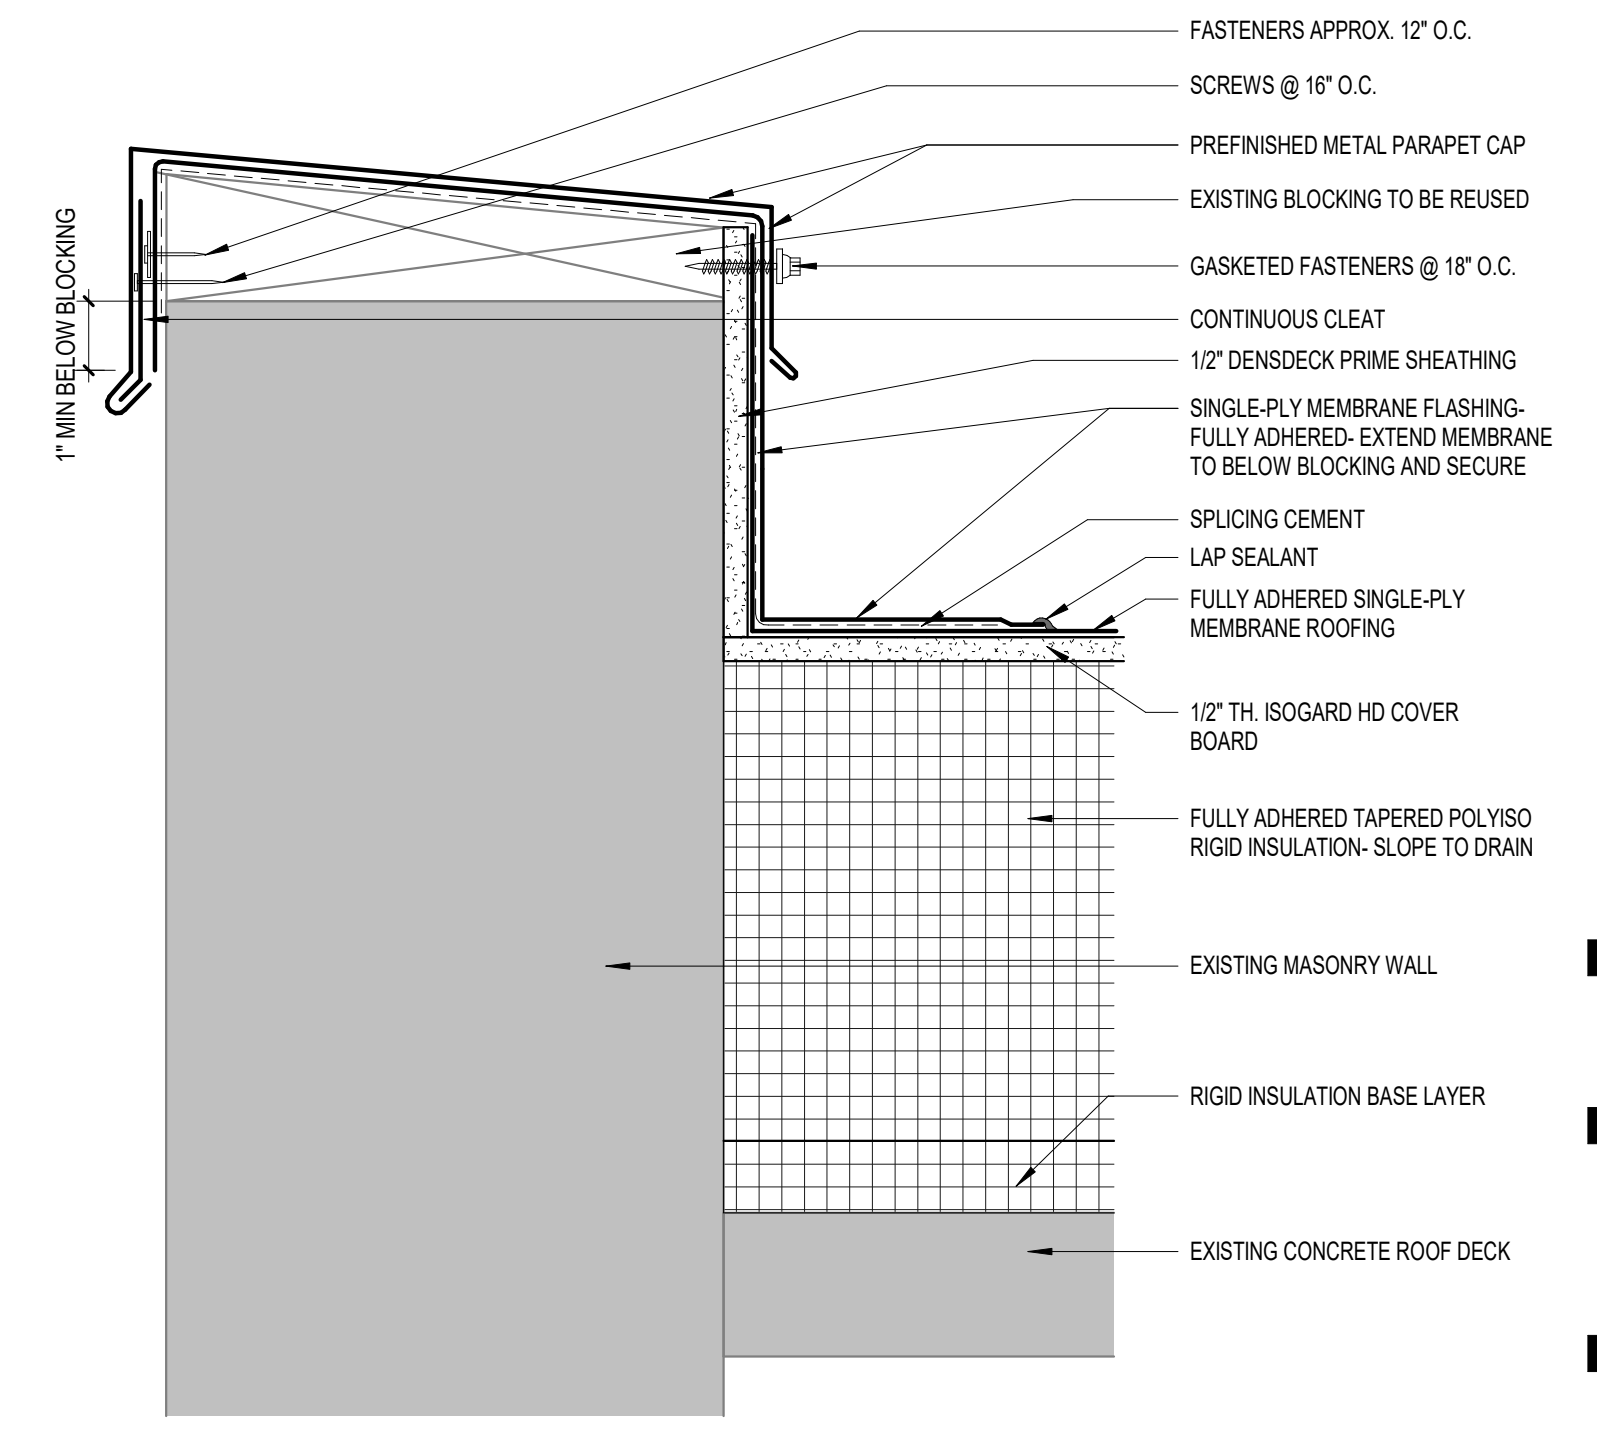 FASTENERS APPROX. 12" O.C.
SCREWS @ 16" O.C.
PREFINISHED METAL PARAPET CAP
EXISTING BLOCKING TO BE REUSED
GASKETED FASTENERS @ 18" O.C.
CONTINUOUS CLEAT
1/2" DENSDECK PRIME SHEATHING
SINGLE-PLY MEMBRANE FLASHING-
FULLY ADHERED- EXTEND MEMBRANE
TO BELOW BLOCKING AND SECURE
SPLICING CEMENT
LAP SEALANT
FULLY ADHERED SINGLE-PLY
MEMBRANE ROOFING
1/2" TH. ISOGARD HD COVER
BOARD
FULLY ADHERED TAPERED POLYISO
RIGID INSULATION- SLOPE TO DRAIN
EXISTING MASONRY WALL
RIGID INSULATION BASE LAYER
EXISTING CONCRETE ROOF DECK
1" MIN BELOW BLOCKING